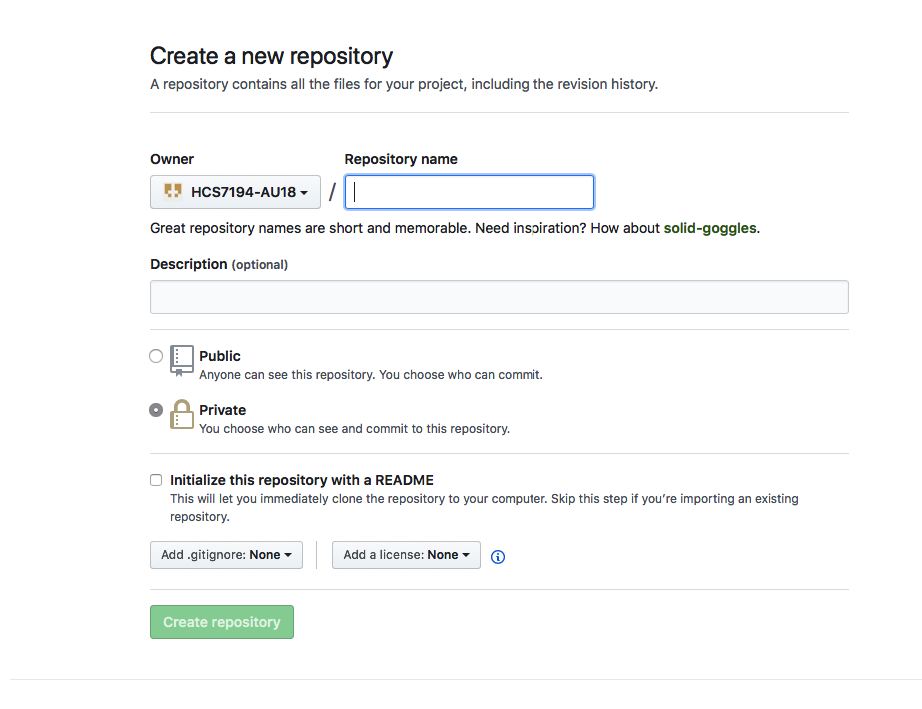 Create a new repository
A repository contains all the files for your project, including the revision history.
Owner
Repository name
HCS7194-AU18
/
Great repository names are short and memorable. Need inspiration? How about solid-goggles.
Description (optional)
Public
Anyone can see this repository. You choose who can commit.
Private
You choose who can see and commit to this repository.
Initialize this repository with a README
This will let you immediately clone the repository to your computer. Skip this step if you’re importing an existing
repository.
Add .gitignore: None
Add a license: None
Create repository